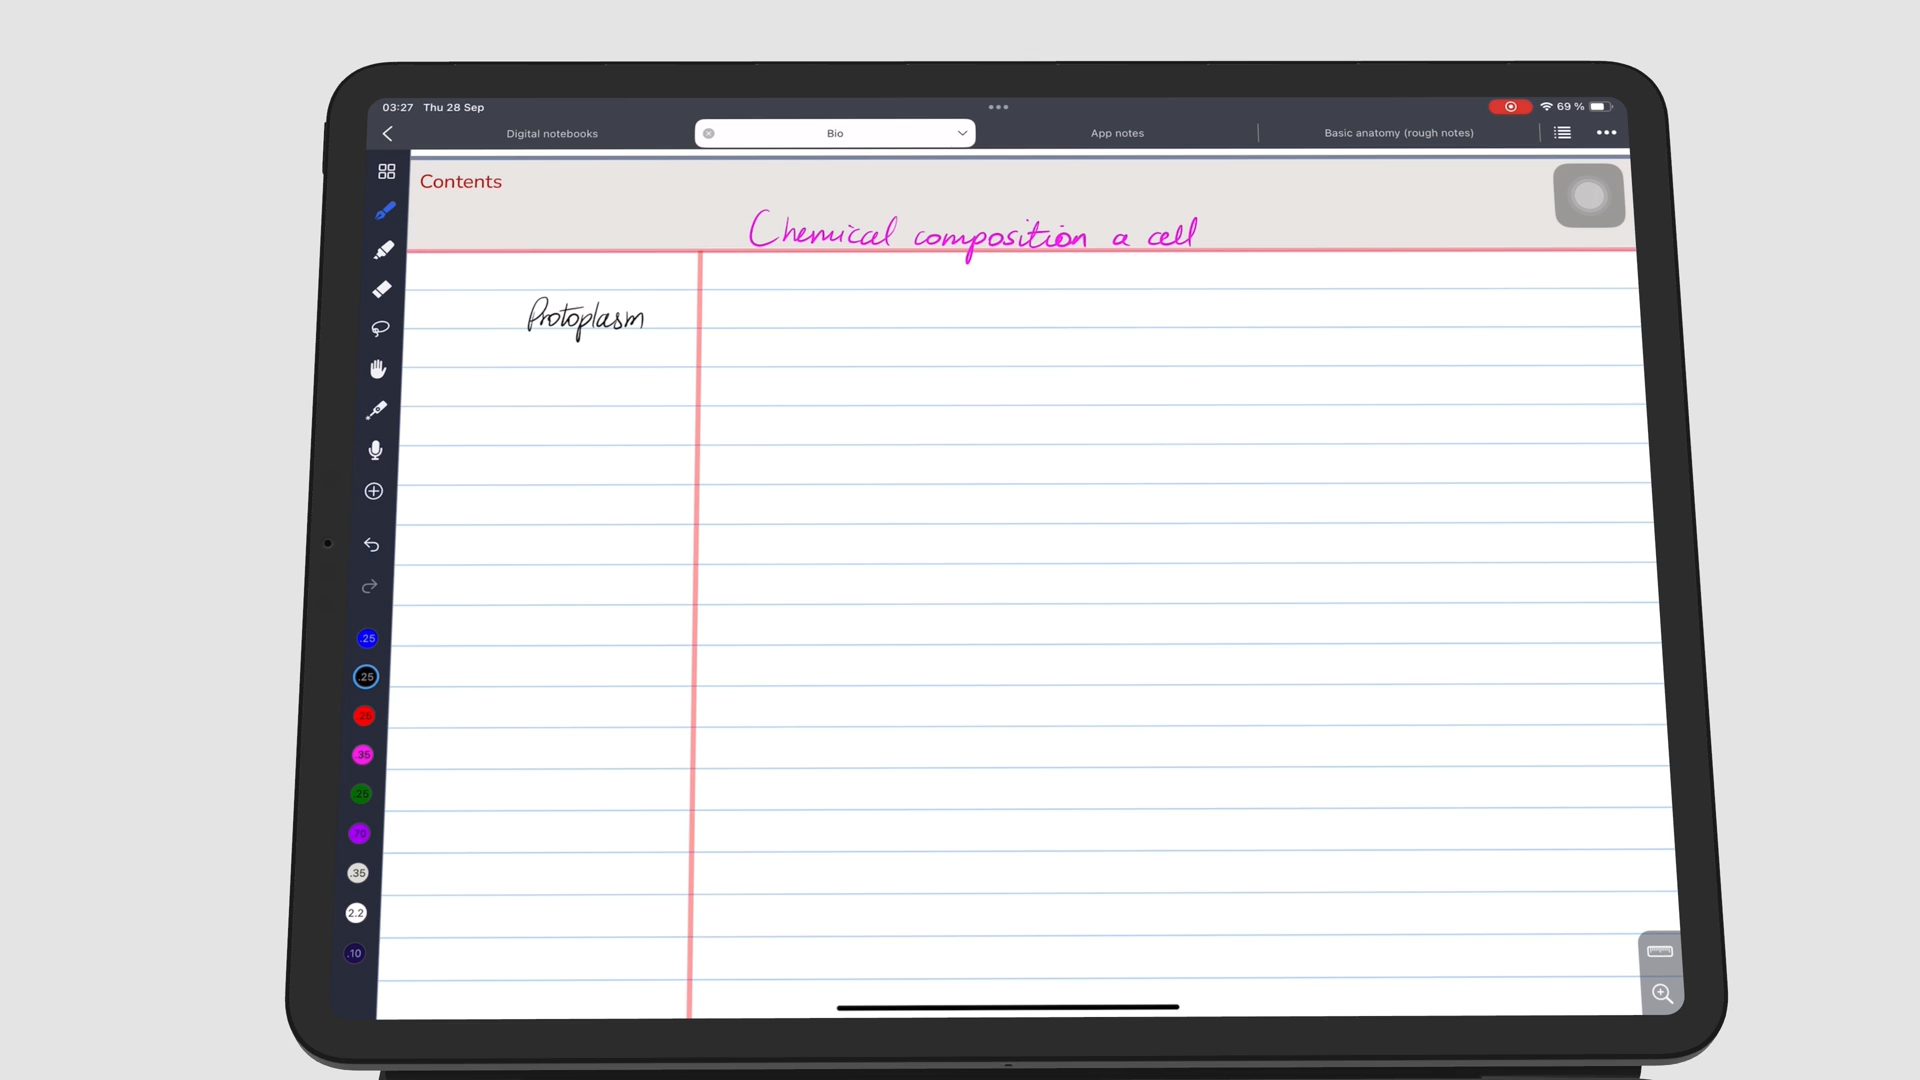 03:27 Thu 28 Sep
69 %
Digital notebooks
Bio
App notes
Basic anatomy (rough notes)
Contents
Chemical composition a cell
Protoplasm
.25
.25
.25
.35
.25
.70
.35
2.2
.10